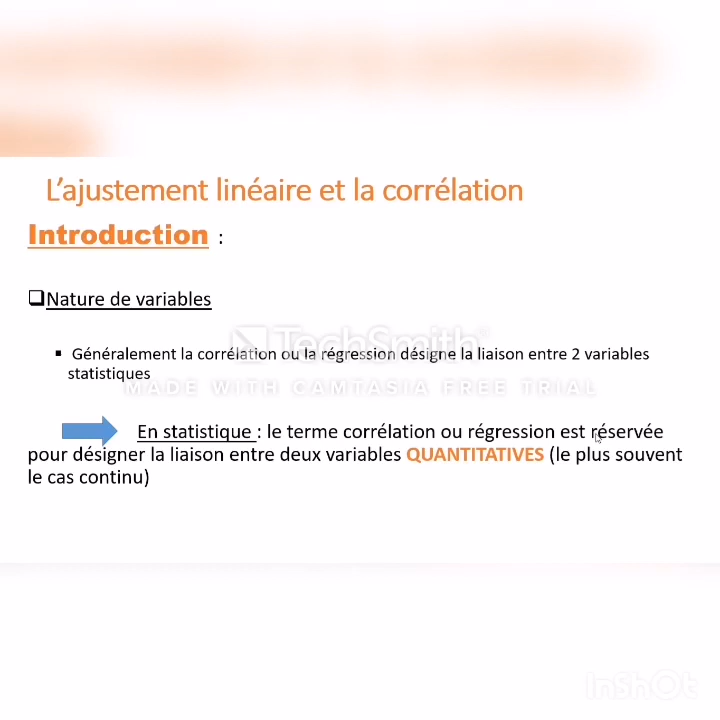 L’ajustement linéaire et la corrélation
Introduction :
❑Nature de variables
▪ Généralement la corrélation ou la régression désigne la liaison entre 2 variables
statistiques
TechSmith
MADE WITH CAMTASIA FREE TRIAL
En statistique : le terme corrélation ou régression est réservée
pour désigner la liaison entre deux variables QUANTITATIVES (le plus souvent
le cas continu)
InShOt